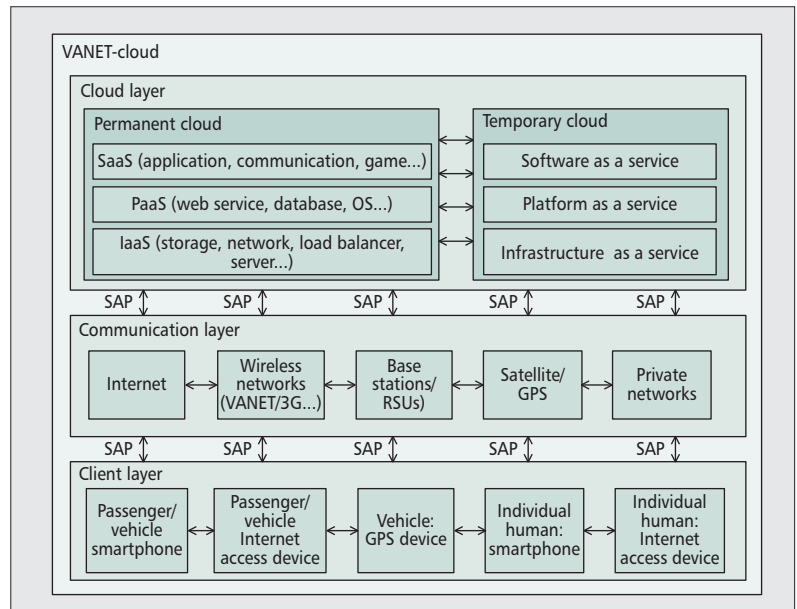 VANET-cloud
Cloud layer
Permanent cloud
SaaS (application, communication, game...)
PaaS (web service, database, OS...)
IaaS (storage, network, load balancer,
server...)
Temporary cloud
Software as a service
Platform as a service
Infrastructure as a service
SAP
SAP
SAP
SAP
SAP
Communication layer
Internet
Wireless
networks
(VANET/3G...)
Base
stations/
RSUs)
Satellite/
GPS
Private
networks
SAP
SAP
SAP
SAP
SAP
Client layer
Passenger/
vehicle
smartphone
Passenger/
vehicle
Internet
access device
Vehicle:
GPS device
Individual
human:
smartphone
Individual
human:
Internet
access device